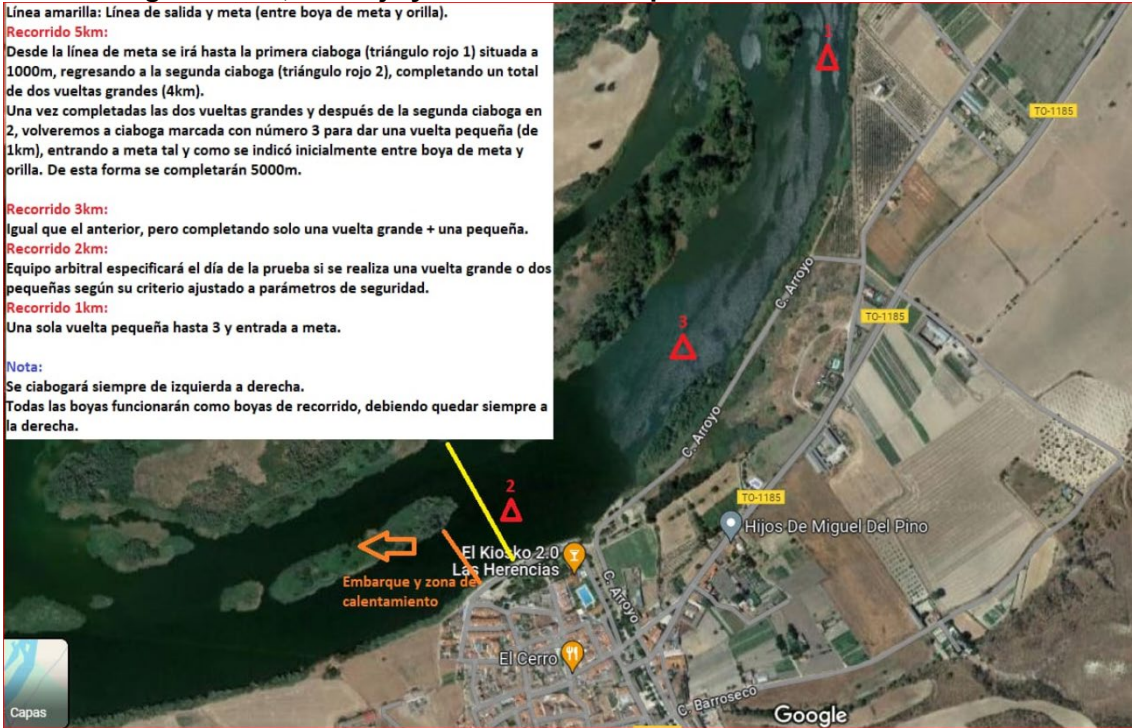 Línea amarilla: Línea de salida y meta (entre boya de meta y orilla).
Recorrido 5km:
Desde la línea de meta se irá hasta la primera ciaboga (triángulo rojo 1) situada a
1000m, regresando a la segunda ciaboga (triángulo rojo 2), completando un total
de dos vueltas grandes (4km).
Una vez completadas las dos vueltas grandes y después de la segunda ciaboga en
2, volveremos a ciaboga marcada con número 3 para dar una vuelta pequeña (de
1km), entrando a meta tal y como se indicó inicialmente entre boya de meta y
orilla. De esta forma se completarán 5000m.
Recorrido 3km:
Igual que el anterior, pero completando solo una vuelta grande + una pequeña.
Recorrido 2km:
Equipo arbitral especificará el día de la prueba si se realiza una vuelta grande o dos
pequeñas según su criterio ajustado a parámetros de seguridad.
Recorrido 1km:
Una sola vuelta pequeña hasta 3 y entrada a meta.
Nota:
Se ciabogará siempre de izquierda a derecha.
Todas las boyas funcionarán como boyas de recorrido, debiendo quedar siempre a
la derecha.
1
TO-1185
C. Arroyo
TO-1185
3
C. Arroyo
TO-1185
2
Hijos De Miguel Del Pino
El Kiosko 2.0
Las Herencias
Embarque y zona de
calentamiento
C. Arroyo
El Cerro
C. Barroseco
Capas
Google